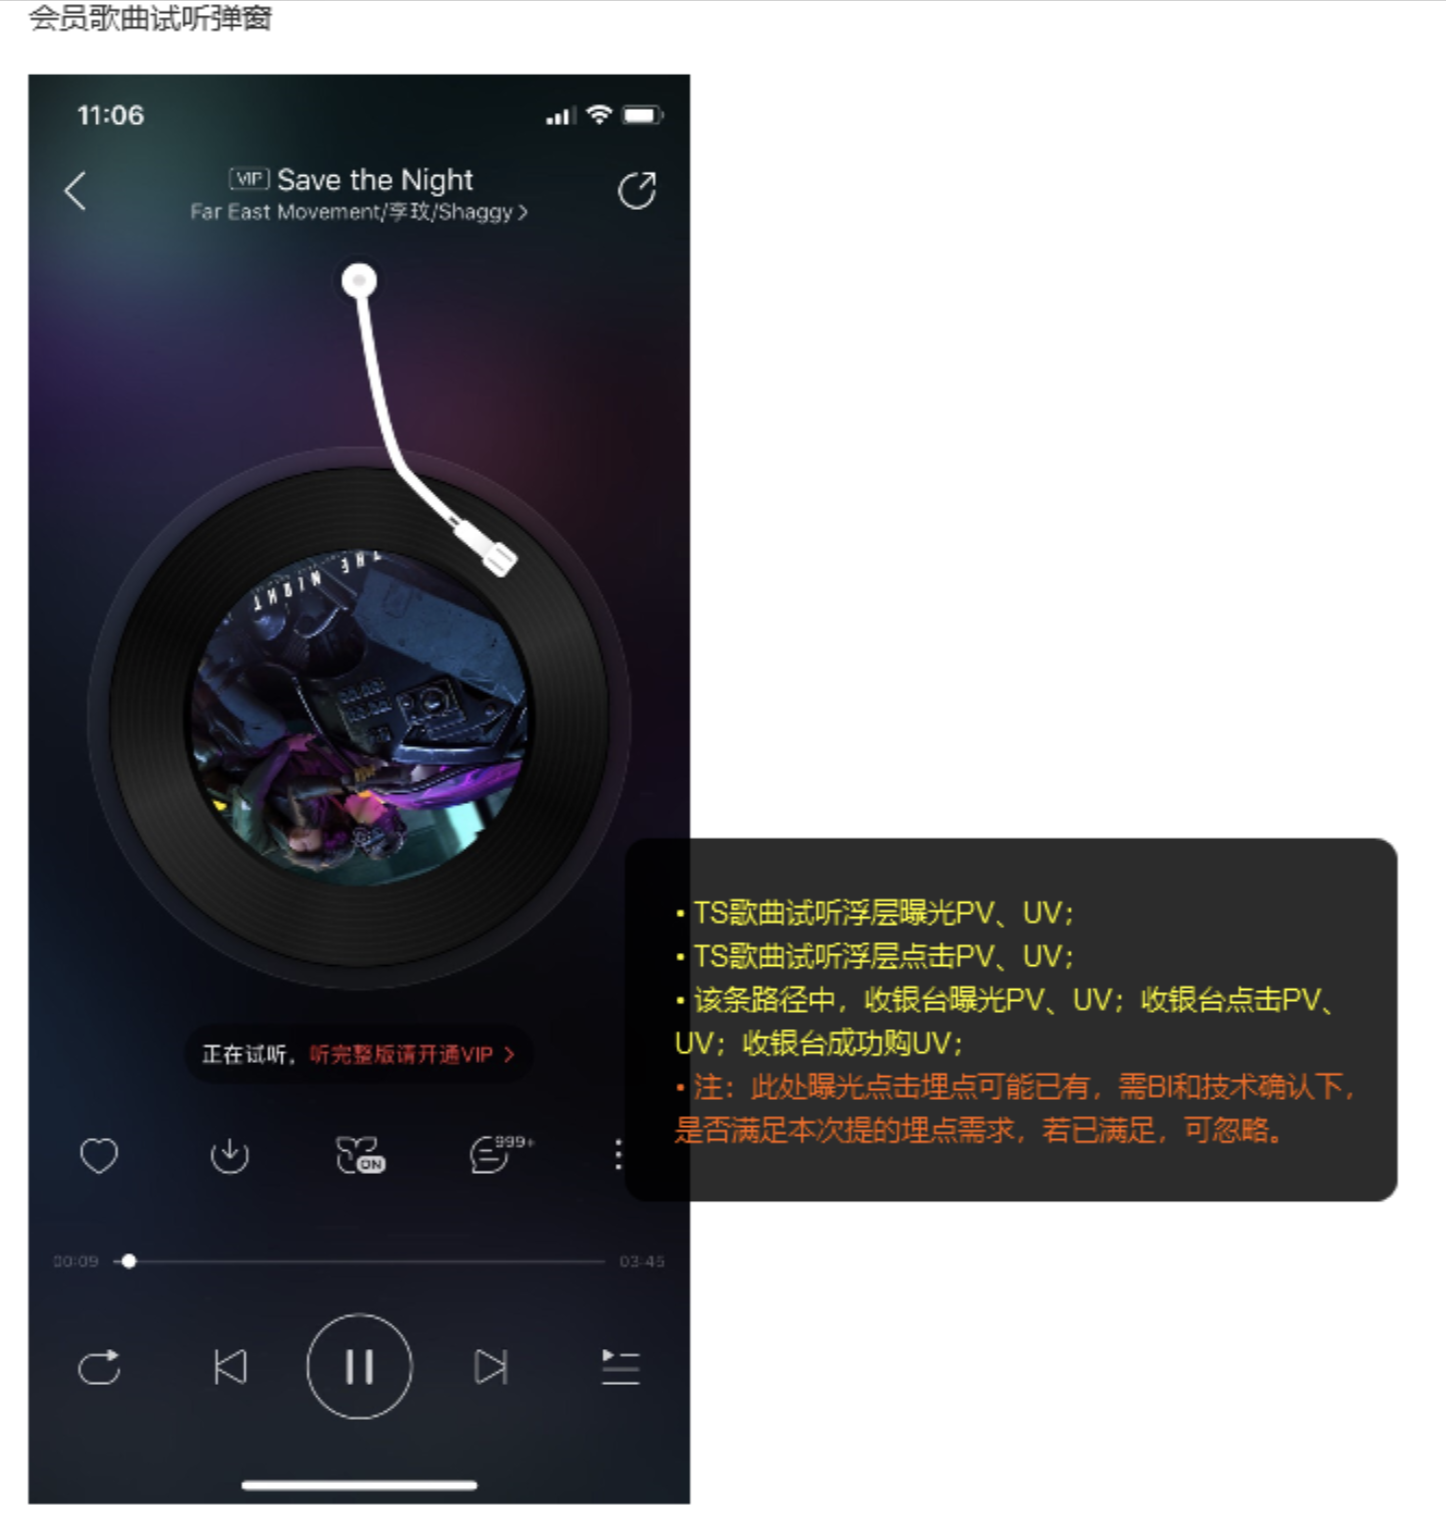 会员歌曲试听弹窗
11:06
VIP Save the Night
Far East Movement/李玟/Shaggy >
THE NIGHT
正在试听，听完整版请开通VIP >
ON
999+
00:09
03:45
• TS歌曲试听浮层曝光PV、UV；
• TS歌曲试听浮层点击PV、UV；
• 该条路径中，收银台曝光PV、UV；收银台点击PV、
UV；收银台成功购UV；
• 注：此处曝光点击埋点可能已有，需BI和技术确认下，
是否满足本次提的埋点需求，若已满足，可忽略。